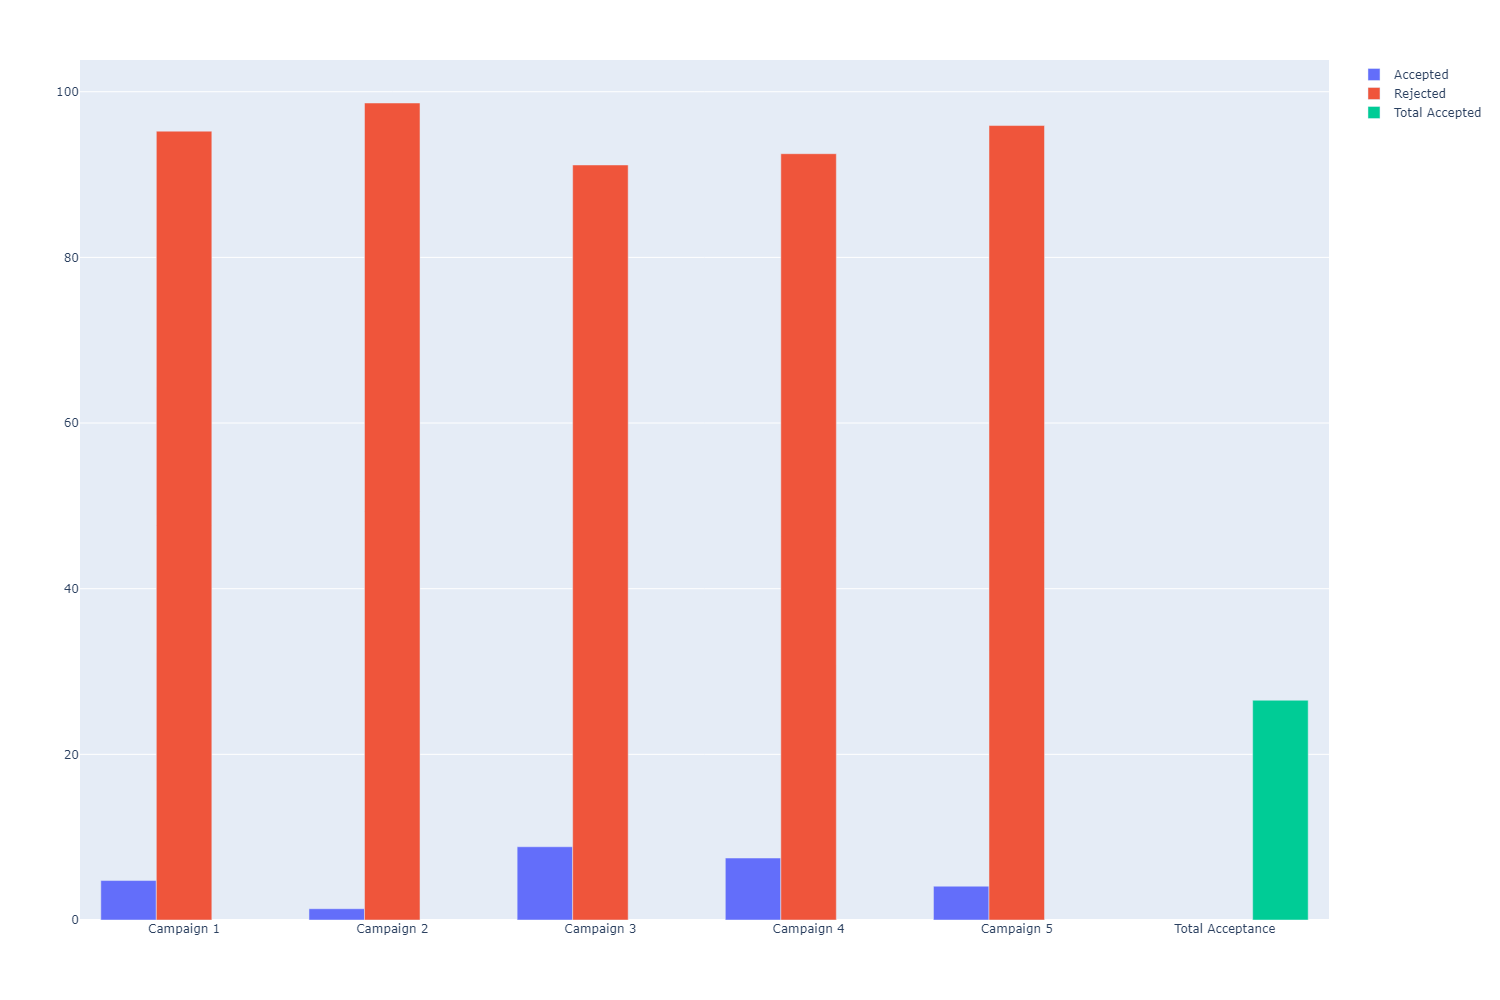 Accepted
Rejected
Total Accepted
100
80
60
40
20
0
Campaign 1
Campaign 2
Campaign 3
Campaign 4
Campaign 5
Total Acceptance